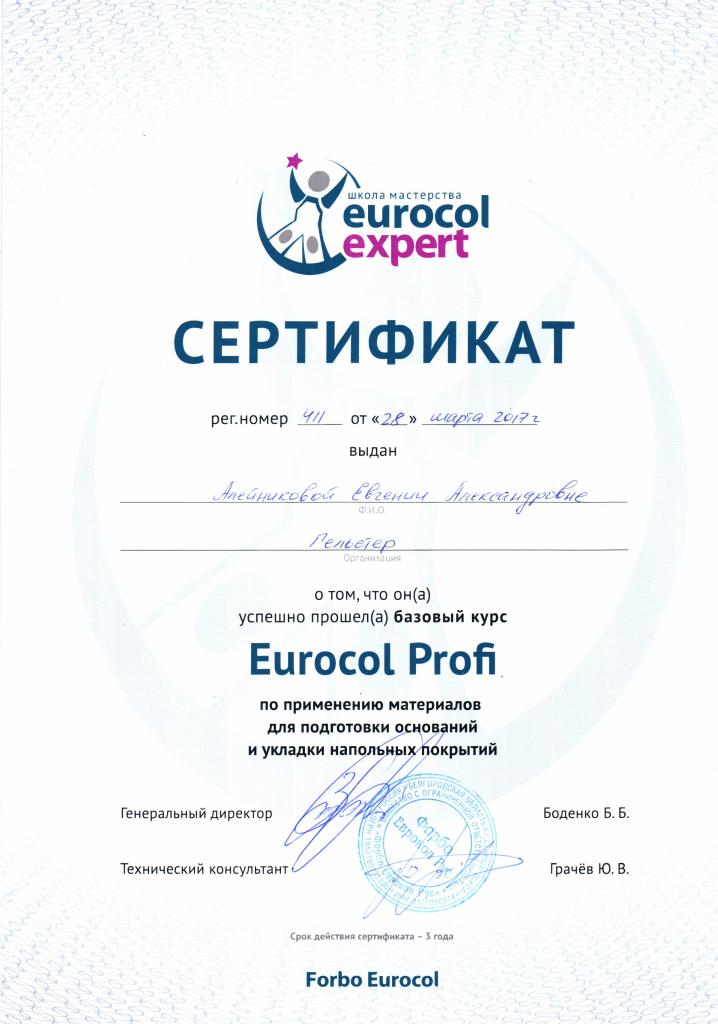 школа мастерства
eurocol
expert
СЕРТИФИКАТ
рег.номер 411 от «28» марта 2017 г
выдан
Алейниковой Евгении Александровне
Ф.И.О.
Гельветер
Организация
о том, что он(а)
успешно прошел(а) базовый курс
Eurocol Profi
по применению материалов
для подготовки оснований
и укладки напольных покрытий
Генеральный директор Боденко Б. Б.
Фарбо
Еврокол Рус
Технический консультант Грачёв Ю. В.
Срок действия сертификата – 3 года
Forbo Eurocol